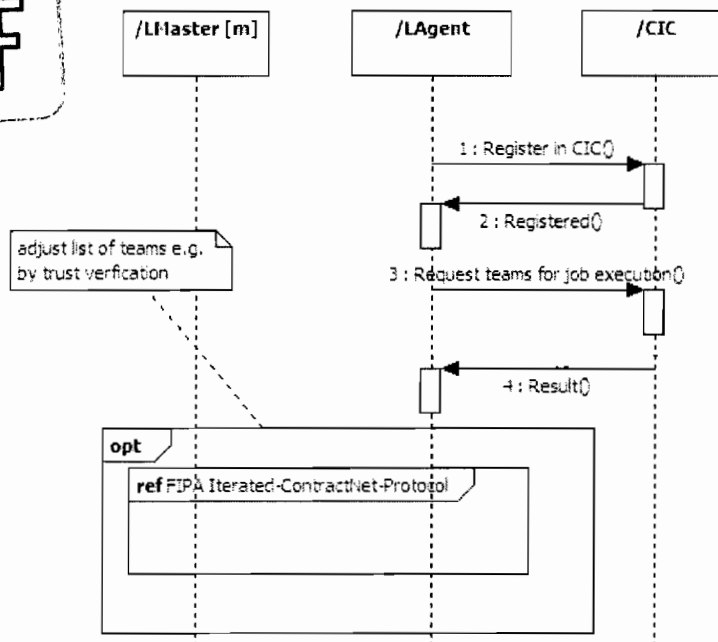 /LMaster [m]
/LAgent
/CIC
1 : Register in CIC()
2 : Registered()
adjust list of teams e.g.
by trust verfication
3 : Request teams for job execution()
4 : Result()
opt
ref FIPA Iterated-ContractNet-Protocol